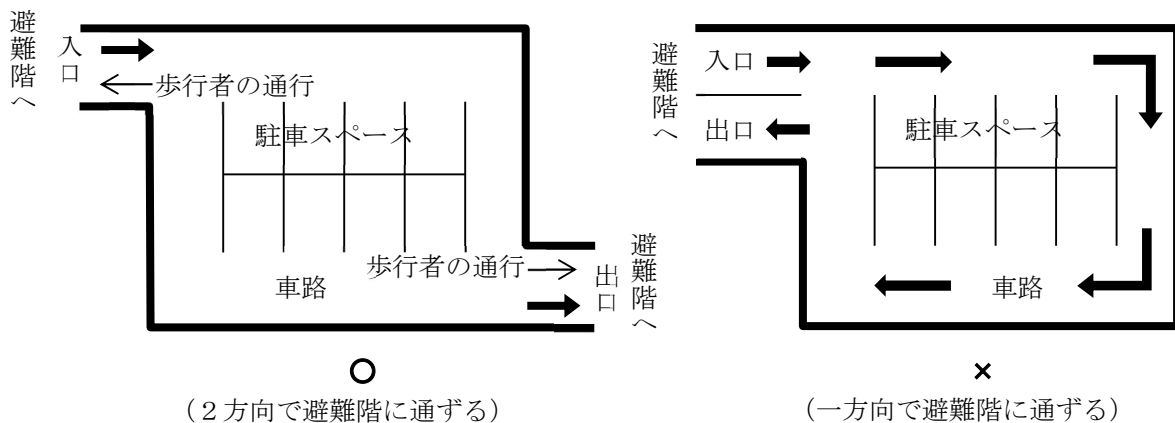 避難階へ
入口
歩行者の通行
駐車スペース
歩行者の通行
車路
出口
避難階へ
○
(2方向で避難階に通ずる)
避難階へ
入口
出口
駐車スペース
車路
×
(一方向で避難階に通ずる)